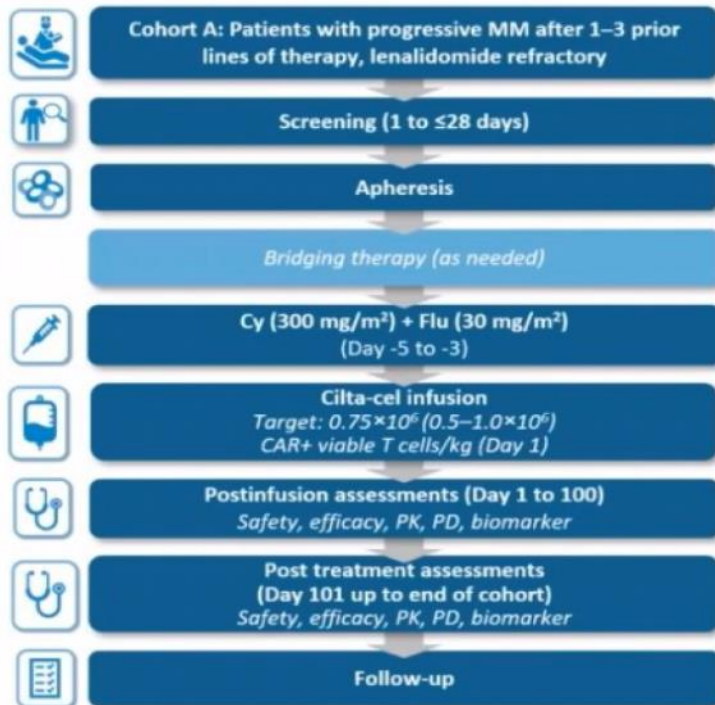 Cohort A: Patients with progressive MM after 1–3 prior
lines of therapy, lenalidomide refractory
Screening (1 to ≤28 days)
Apheresis
Bridging therapy (as needed)
Cy (300 mg/m²) + Flu (30 mg/m²)
(Day -5 to -3)
Cilta-cel infusion
Target: 0.75×10⁶ (0.5–1.0×10⁶)
CAR+ viable T cells/kg (Day 1)
Postinfusion assessments (Day 1 to 100)
Safety, efficacy, PK, PD, biomarker
Post treatment assessments
(Day 101 up to end of cohort)
Safety, efficacy, PK, PD, biomarker
Follow-up